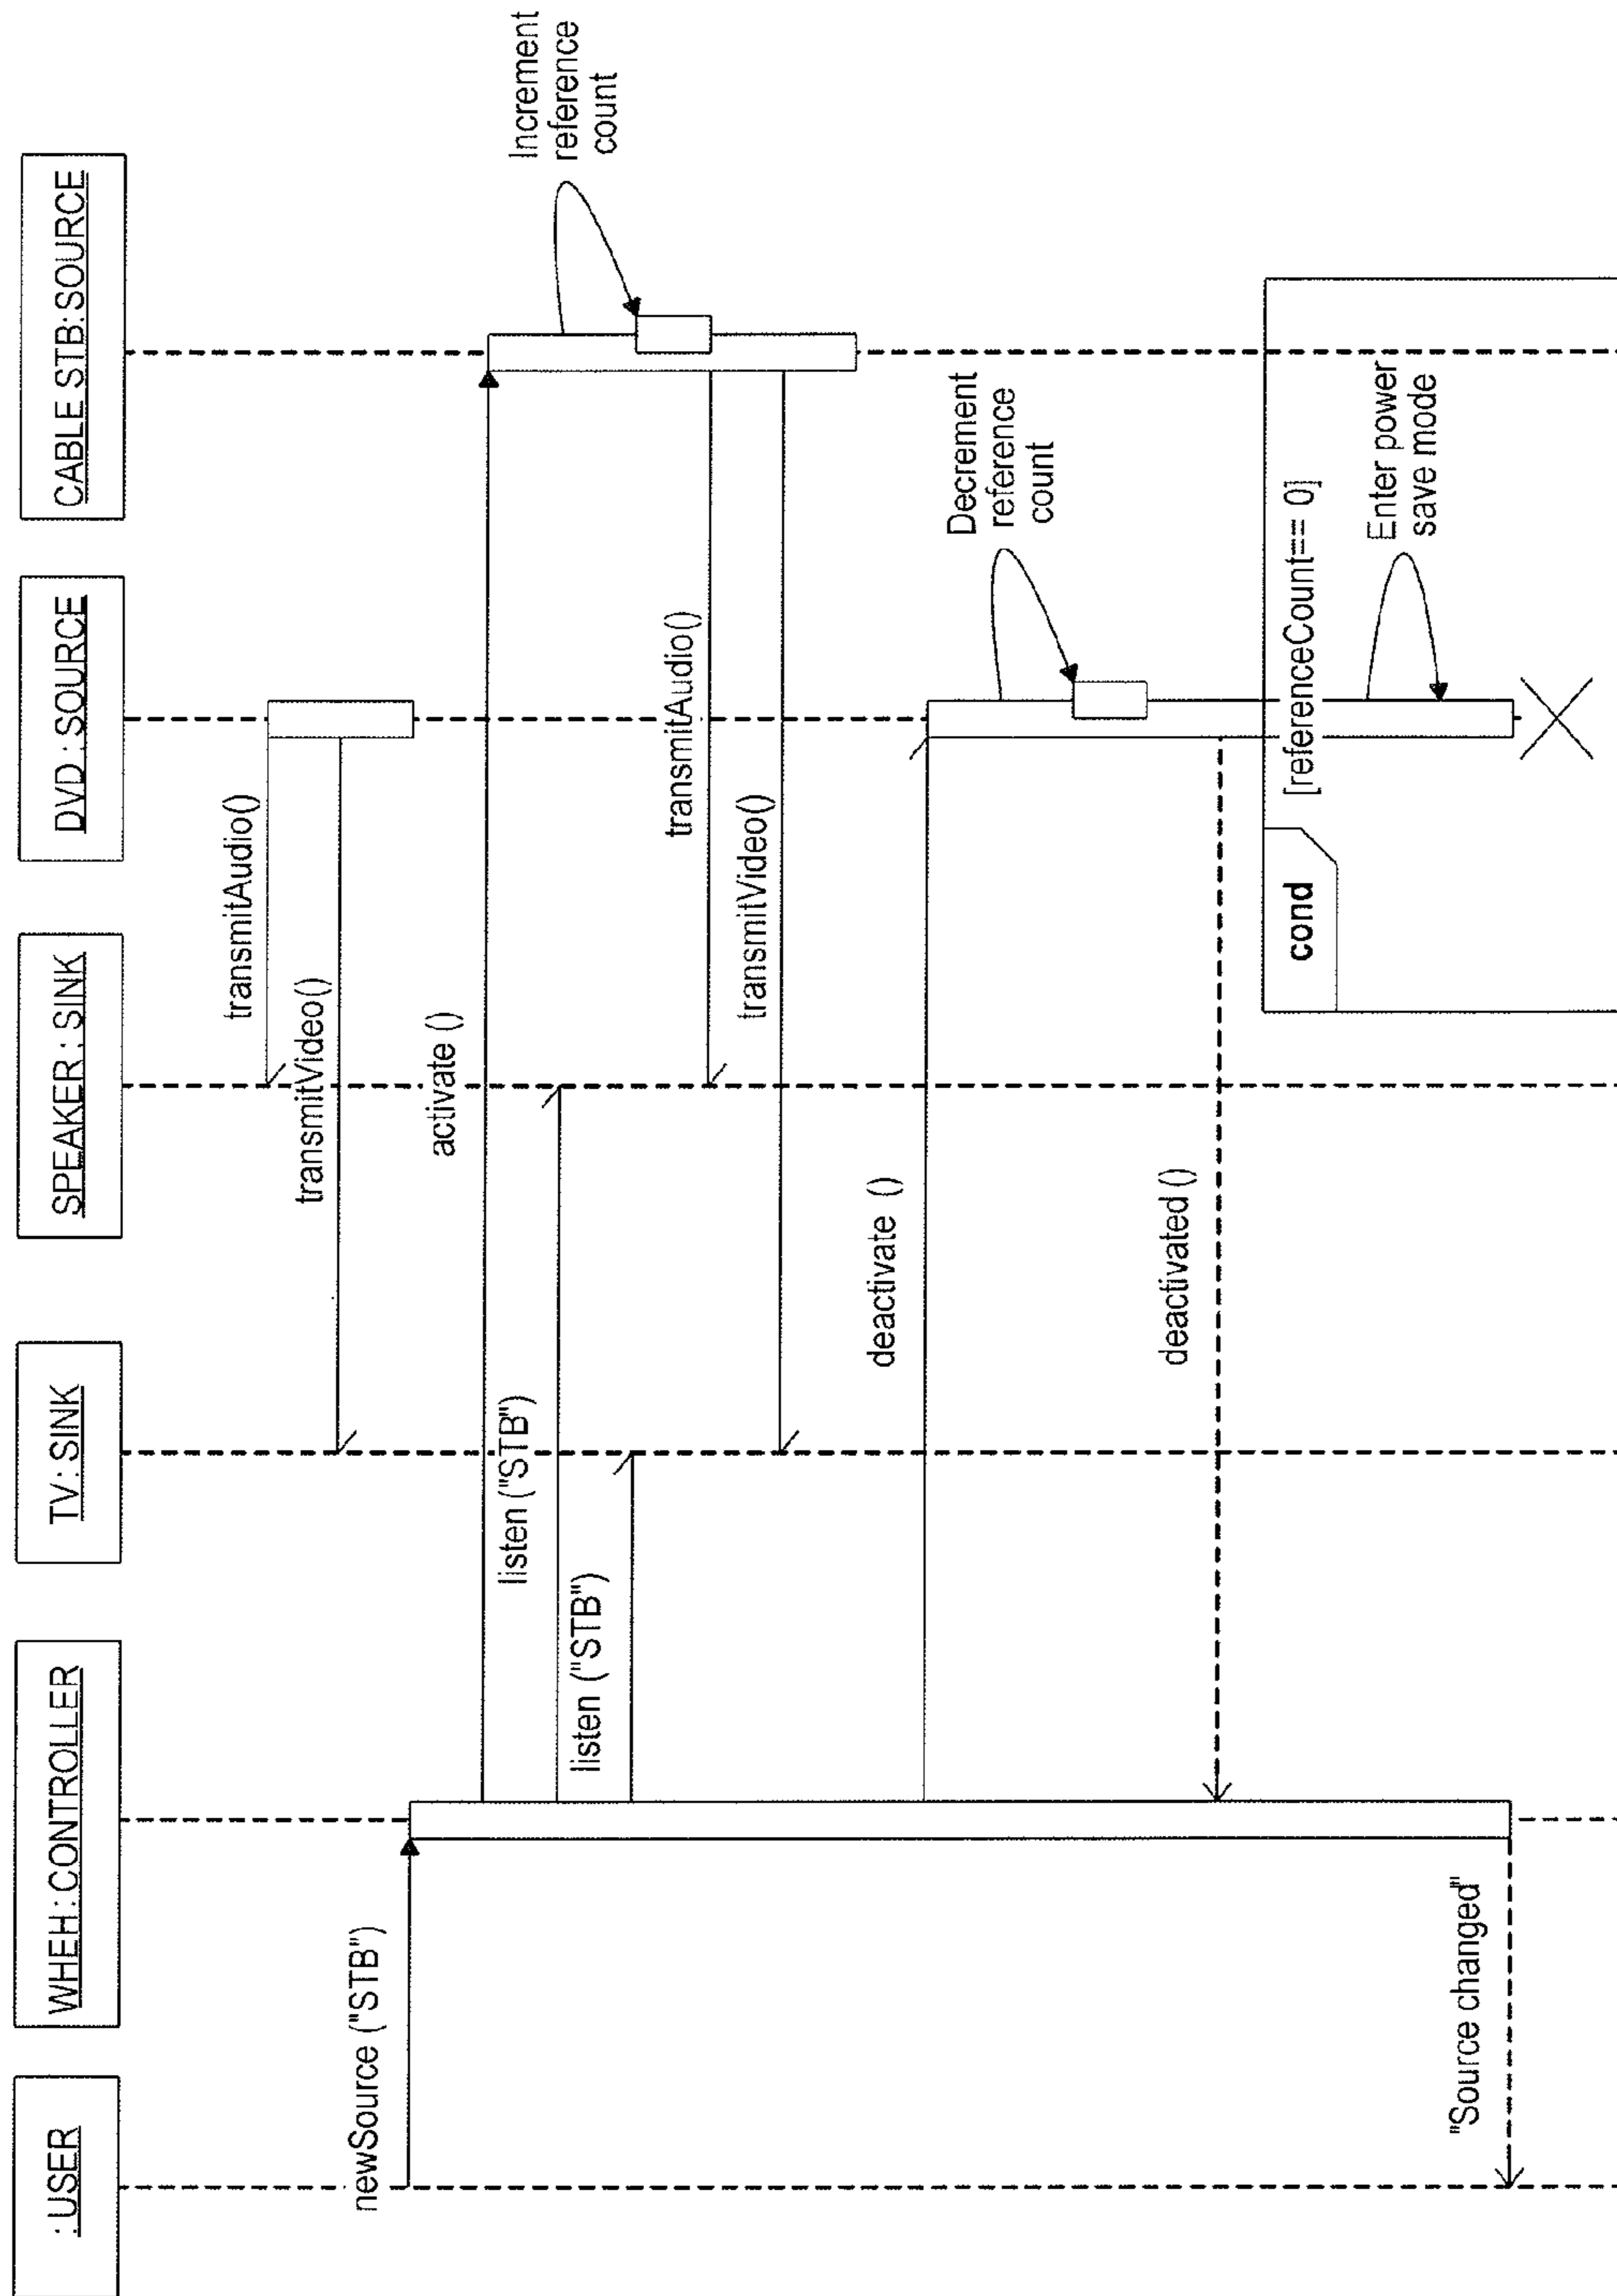 :USER
WHEH:CONTROLLER
TV:SINK
SPEAKER:SINK
DVD:SOURCE
CABLE STB:SOURCE
transmitAudio()
transmitVideo()
newSource ("STB")
activate ()
listen ("STB")
Increment
reference
count
listen ("STB")
transmitAudio()
transmitVideo()
deactivate ()
Decrement
reference
count
deactivated ()
cond
[referenceCount== 0]
Enter power
save mode
"Source changed"